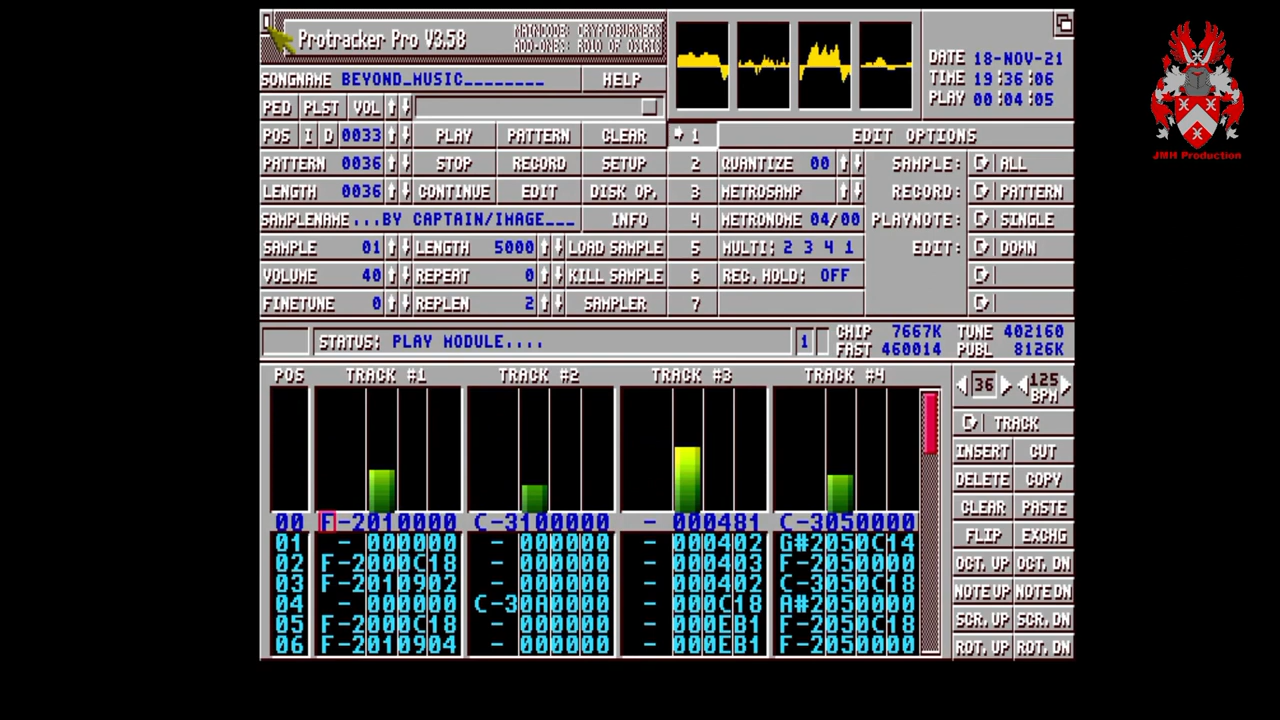 Protracker Pro V3.58
MAINCODE: CRYPTOBURNERS
ADD-ONES: ROID OF OSIRIS
SONGNAME BEYOND_MUSIC________ HELP
PED PLST VOL
POS I D 0033 PLAY PATTERN CLEAR
PATTERN 0036 STOP RECORD SETUP
LENGTH 0036 CONTINUE EDIT DISK OP.
SAMPLENAME ...BY CAPTAIN/IMAGE___ INFO
SAMPLE 01 LENGTH 5000 LOAD SAMPLE
VOLUME 40 REPEAT 0 KILL SAMPLE
FINETUNE 0 REPLEN 2 SAMPLER
DATE 18-NOV-21
TIME 19:36:06
PLAY 00:04:05
1 EDIT OPTIONS
2 QUANTIZE 00 SAMPLE: ALL
3 METROSAMP RECORD: PATTERN
4 METRONOME 04/00 PLAYNOTE: SINGLE
5 MULTI: 2 3 4 1 EDIT: DOWN
6 REC. HOLD: OFF
7
STATUS: PLAY MODULE.... 1
CHIP 7667K TUNE 402160
FAST 460014 PUBL 8126K
POS TRACK #1 TRACK #2 TRACK #3 TRACK #4
00 F-2010000 C-3100000 - 000481 C-3050000
01 - 000000 - 000000 - 000402 G#2050C14
02 F-2000C18 - 000000 - 000403 F-2050000
03 F-2010902 - 000000 - 000402 C-3050C18
04 - 000000 C-30A0000 - 000C18 A#2050000
05 F-2000C18 - 000000 - 000EB1 F-2050C18
06 F-2010904 - 000000 - 000EB1 F-2050000
36 125 BPM
TRACK
INSERT CUT
DELETE COPY
CLEAR PASTE
FLIP EXCHG
OCT. UP OCT. DN
NOTE UP NOTE DN
SCR. UP SCR. DN
ROT. UP ROT. DN
JMH Production